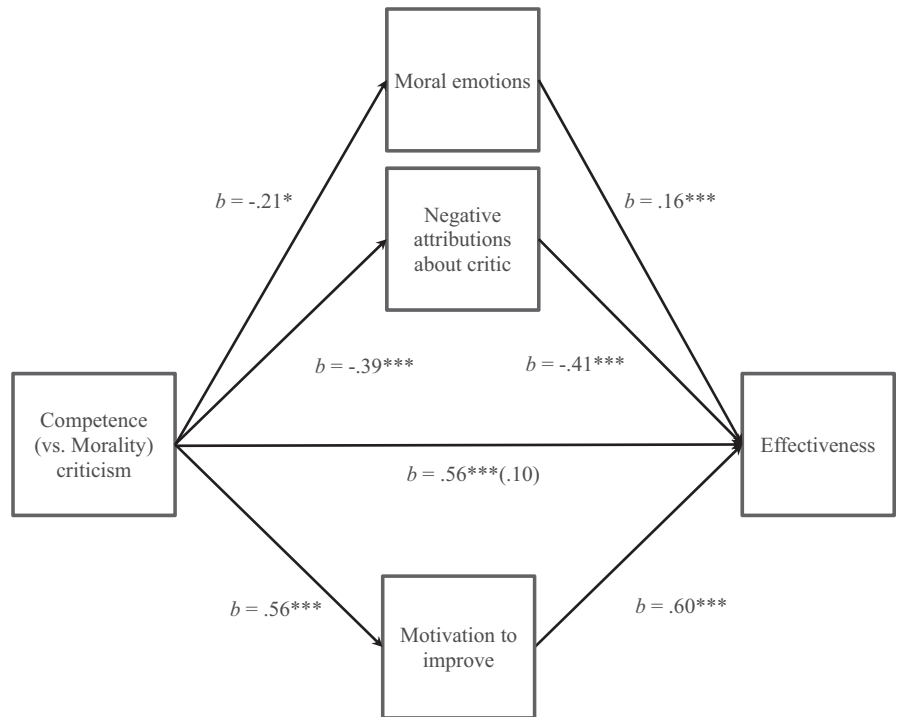 Moral emotions
b = -.21*
b = .16***
Negative
attributions
about critic
b = -.39***
b = -.41***
Competence
(vs. Morality)
criticism
Effectiveness
b = .56***(.10)
b = .56***
b = .60***
Motivation to
improve